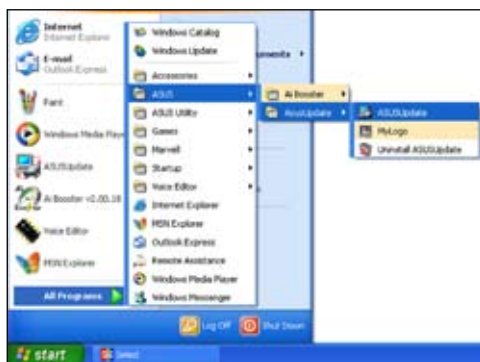 Internet
Internet Explorer
E-mail
Outlook Express
Paint
Windows Media Player
ASUSUpdate
Ai Booster v2.00.18
Voice Editor
MSN Explorer
All Programs
Windows Catalog
Windows Update
Accessories
ASUS
ASUS Utility
Games
Marvell
Startup
Voice Editor
Internet Explorer
MSN Explorer
Outlook Express
Remote Assistance
Windows Media Player
Windows Messenger
Ai Booster
AsusUpdate
ASUSUpdate
MyLogo
Uninstall ASUSUpdate
Log Off
Shut Down
start